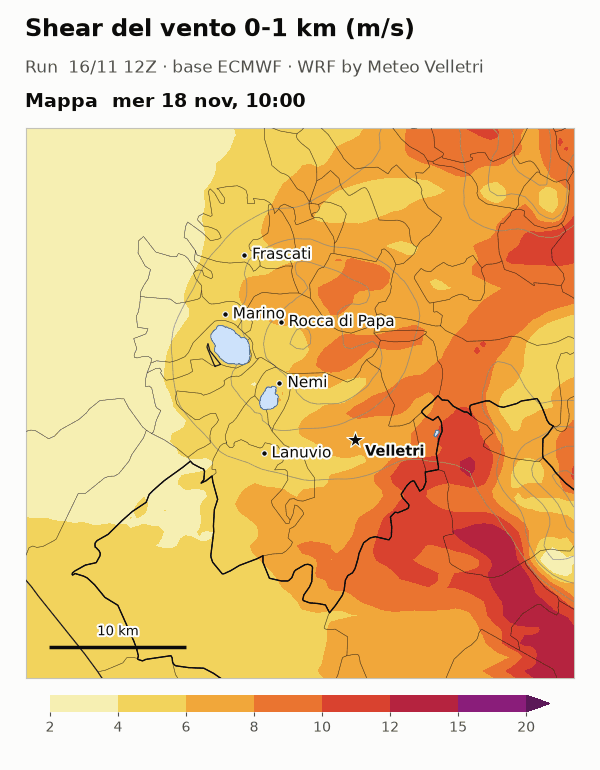 Shear del vento 0-1 km (m/s)
Run  16/11 12Z · base ECMWF · WRF by Meteo Velletri
Mappa  mer 18 nov, 10:00
Frascati
Marino
Rocca di Papa
Nemi
Velletri
Lanuvio
10 km
2 4 6 8 10 12 15 20